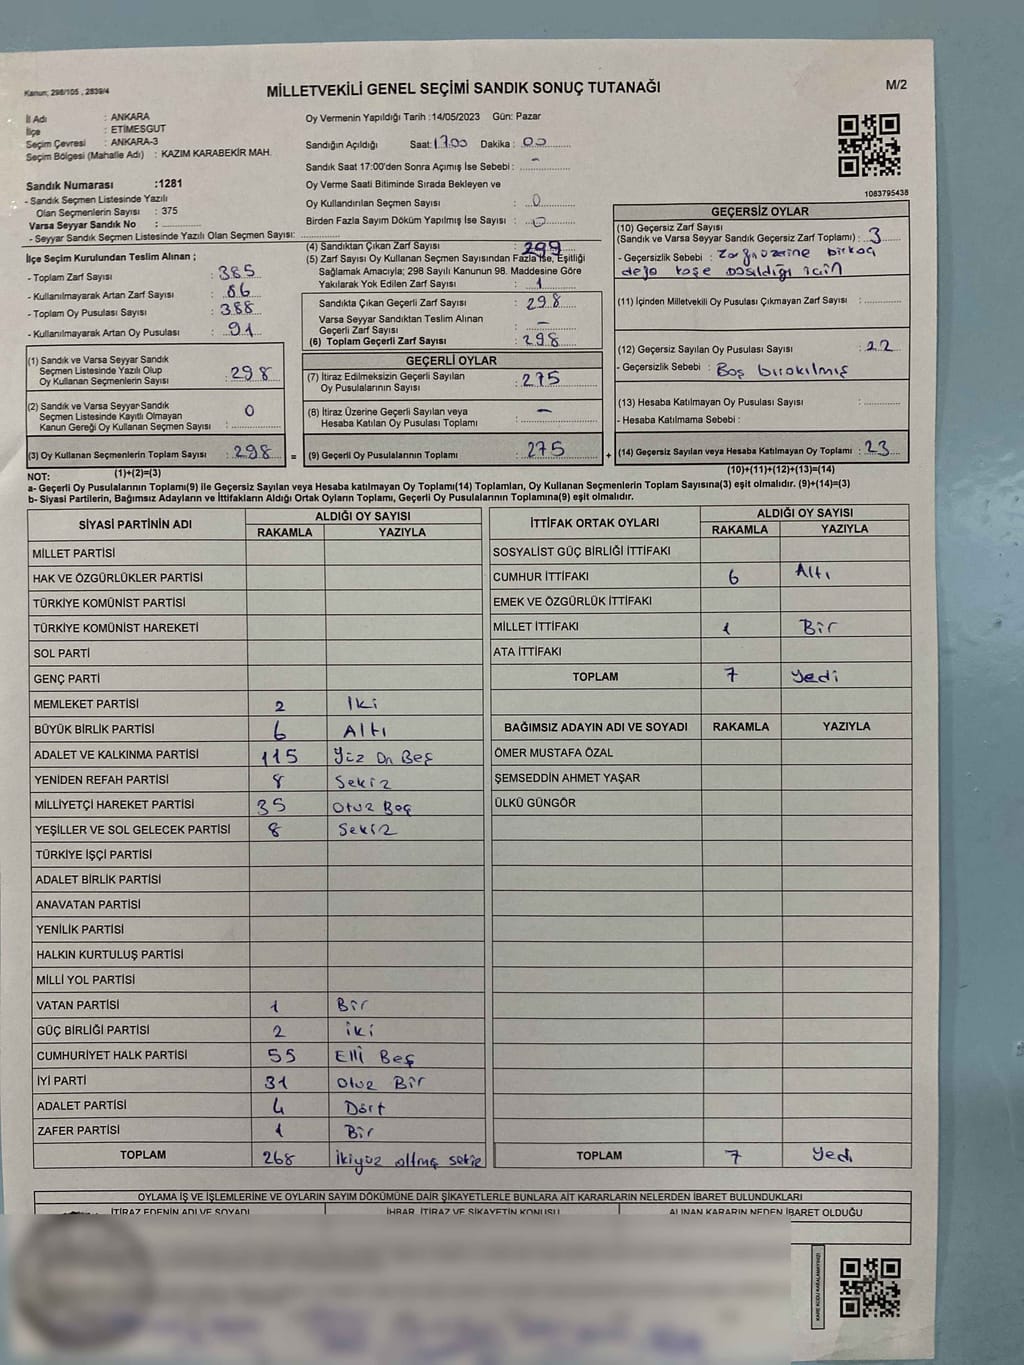 Kanun; 298/105 , 2839/4
MİLLETVEKİLİ GENEL SEÇİMİ SANDIK SONUÇ TUTANAĞI
M/2
İl Adı : ANKARA
İlçe : ETİMESGUT
Seçim Çevresi : ANKARA-3
Seçim Bölgesi (Mahalle Adı) : KAZIM KARABEKİR MAH.
Sandık Numarası :1281
- Sandık Seçmen Listesinde Yazılı
Olan Seçmenlerin Sayısı : 375
Varsa Seyyar Sandık No :
- Seyyar Sandık Seçmen Listesinde Yazılı Olan Seçmen Sayısı:
İlçe Seçim Kurulundan Teslim Alınan ;
- Toplam Zarf Sayısı : 385
- Kullanılmayarak Artan Zarf Sayısı : 86
- Toplam Oy Pusulası Sayısı : 388
- Kullanılmayarak Artan Oy Pusulası : 91
(1) Sandık ve Varsa Seyyar Sandık
Seçmen Listesinde Yazılı Olup
Oy Kullanan Seçmenlerin Sayısı : 298
(2) Sandık ve Varsa Seyyar Sandık
Seçmen Listesinde Kayıtlı Olmayan
Kanun Gereği Oy Kullanan Seçmen Sayısı : 0
(3) Oy Kullanan Seçmenlerin Toplam Sayısı : 298 =
(1)+(2)=(3)
Oy Vermenin Yapıldığı Tarih :14/05/2023 Gün: Pazar
Sandığın Açıldığı Saat: 17.00 Dakika : 00
Sandık Saat 17:00'den Sonra Açımış İse Sebebi : -
Oy Verme Saati Bitiminde Sırada Bekleyen ve
Oy Kullandırılan Seçmen Sayısı : 0
Birden Fazla Sayım Döküm Yapılmış İse Sayısı : 0
(4) Sandıktan Çıkan Zarf Sayısı : 299
(5) Zarf Sayısı Oy Kullanan Seçmen Sayısından Fazla İse, Eşitliği
Sağlamak Amacıyla; 298 Sayılı Kanunun 98. Maddesine Göre
Yakılarak Yok Edilen Zarf Sayısı : 1
Sandıkta Çıkan Geçerli Zarf Sayısı : 298
Varsa Seyyar Sandıktan Teslim Alınan
Geçerli Zarf Sayısı : -
(6) Toplam Geçerli Zarf Sayısı : 298
GEÇERLİ OYLAR
(7) İtiraz Edilmeksizin Geçerli Sayılan
Oy Pusulalarının Sayısı : 275
(8) İtiraz Üzerine Geçerli Sayılan veya
Hesaba Katılan Oy Pusulası Toplamı : -
(9) Geçerli Oy Pusulalarının Toplamı : 275 +
1083795438
GEÇERSİZ OYLAR
(10) Geçersiz Zarf Sayısı
(Sandık ve Varsa Seyyar Sandık Geçersiz Zarf Toplamı) : 3
- Geçersizlik Sebebi : Zarfın üzerine birkaç
defa kaşe basıldığı için
(11) İçinden Milletvekili Oy Pusulası Çıkmayan Zarf Sayısı :
(12) Geçersiz Sayılan Oy Pusulası Sayısı : 22
- Geçersizlik Sebebi : Boş bırakılmış
(13) Hesaba Katılmayan Oy Pusulası Sayısı :
- Hesaba Katılmama Sebebi :
(14) Geçersiz Sayılan veya Hesaba Katılmayan Oy Toplamı : 23
(10)+(11)+(12)+(13)=(14)
NOT:
a- Geçerli Oy Pusulalarının Toplamı(9) ile Geçersiz Sayılan veya Hesaba katılmayan Oy Toplamı(14) Toplamları, Oy Kullanan Seçmenlerin Toplam Sayısına(3) eşit olmalıdır. (9)+(14)=(3)
b- Siyasi Partilerin, Bağımsız Adayların ve İttifakların Aldığı Ortak Oyların Toplamı, Geçerli Oy Pusulalarının Toplamına(9) eşit olmalıdır.
SİYASİ PARTİNİN ADI ALDIĞI OY SAYISI
RAKAMLA YAZIYLA
MİLLET PARTİSİ
HAK VE ÖZGÜRLÜKLER PARTİSİ
TÜRKİYE KOMÜNİST PARTİSİ
TÜRKİYE KOMÜNİST HAREKETİ
SOL PARTİ
GENÇ PARTİ
MEMLEKET PARTİSİ 2 İki
BÜYÜK BİRLİK PARTİSİ 6 Altı
ADALET VE KALKINMA PARTİSİ 115 Yüz On Beş
YENİDEN REFAH PARTİSİ 8 Sekiz
MİLLİYETÇİ HAREKET PARTİSİ 35 Otuz Beş
YEŞİLLER VE SOL GELECEK PARTİSİ 8 Sekiz
TÜRKİYE İŞÇİ PARTİSİ
ADALET BİRLİK PARTİSİ
ANAVATAN PARTİSİ
YENİLİK PARTİSİ
HALKIN KURTULUŞ PARTİSİ
MİLLİ YOL PARTİSİ
VATAN PARTİSİ 1 Bir
GÜÇ BİRLİĞİ PARTİSİ 2 iki
CUMHURİYET HALK PARTİSİ 55 Elli Beş
İYİ PARTİ 31 Otuz Bir
ADALET PARTİSİ 4 Dört
ZAFER PARTİSİ 1 Bir
TOPLAM 268 İkiyüz altmış sekiz
İTTİFAK ORTAK OYLARI ALDIĞI OY SAYISI
RAKAMLA YAZIYLA
SOSYALİST GÜÇ BİRLİĞİ İTTİFAKI
CUMHUR İTTİFAKI 6 Altı
EMEK VE ÖZGÜRLÜK İTTİFAKI
MİLLET İTTİFAKI 1 Bir
ATA İTTİFAKI
TOPLAM 7 Yedi
BAĞIMSIZ ADAYIN ADI VE SOYADI RAKAMLA YAZIYLA
ÖMER MUSTAFA ÖZAL
ŞEMSEDDİN AHMET YAŞAR
ÜLKÜ GÜNGÖR
TOPLAM 7 Yedi
OYLAMA İŞ VE İŞLEMLERİNE VE OYLARIN SAYIM DÖKÜMÜNE DAİR ŞİKAYETLERLE BUNLARA AİT KARARLARIN NELERDEN İBARET BULUNDUKLARI
İTİRAZ EDENİN ADI VE SOYADI İHBAR, İTİRAZ VE ŞİKAYETİN KONUSU ALINAN KARARIN NEDEN İBARET OLDUĞU
KARE KODU KARALAMAYINIZ!